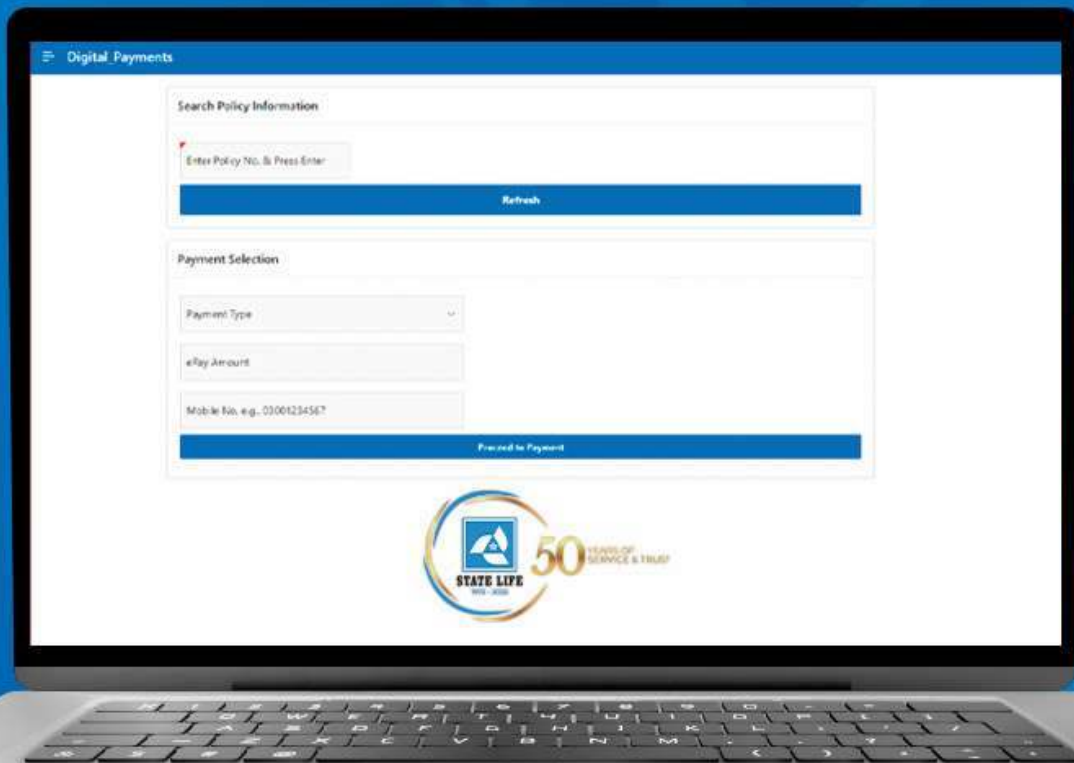 Digital_Payments
Search Policy Information
Enter Policy No. & Press Enter
Refresh
Payment Selection
Payment Type
ePay Amount
Mobile No. e.g., 03001234567
Proceed to Payment
50
YEARS OF
SERVICE & TRUST
STATE LIFE